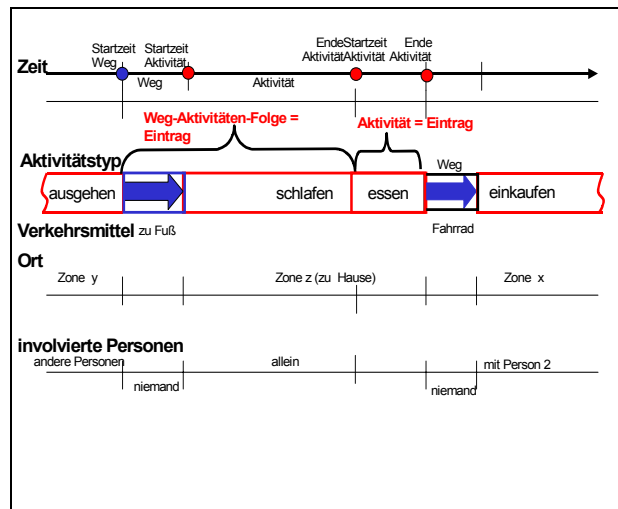 Startzeit Startzeit EndeStartzeit Ende
Weg Aktivität Aktivität Aktivität Aktivität
Zeit
Weg Aktivität
Weg-Aktivitäten-Folge =
Eintrag
Aktivität = Eintrag
Aktivitätstyp
Weg
ausgehen schlafen essen einkaufen
Verkehrsmittel zu Fuß Fahrrad
Ort
Zone y Zone z (zu Hause) Zone x
involvierte Personen
andere Personen allein mit Person 2
niemand niemand